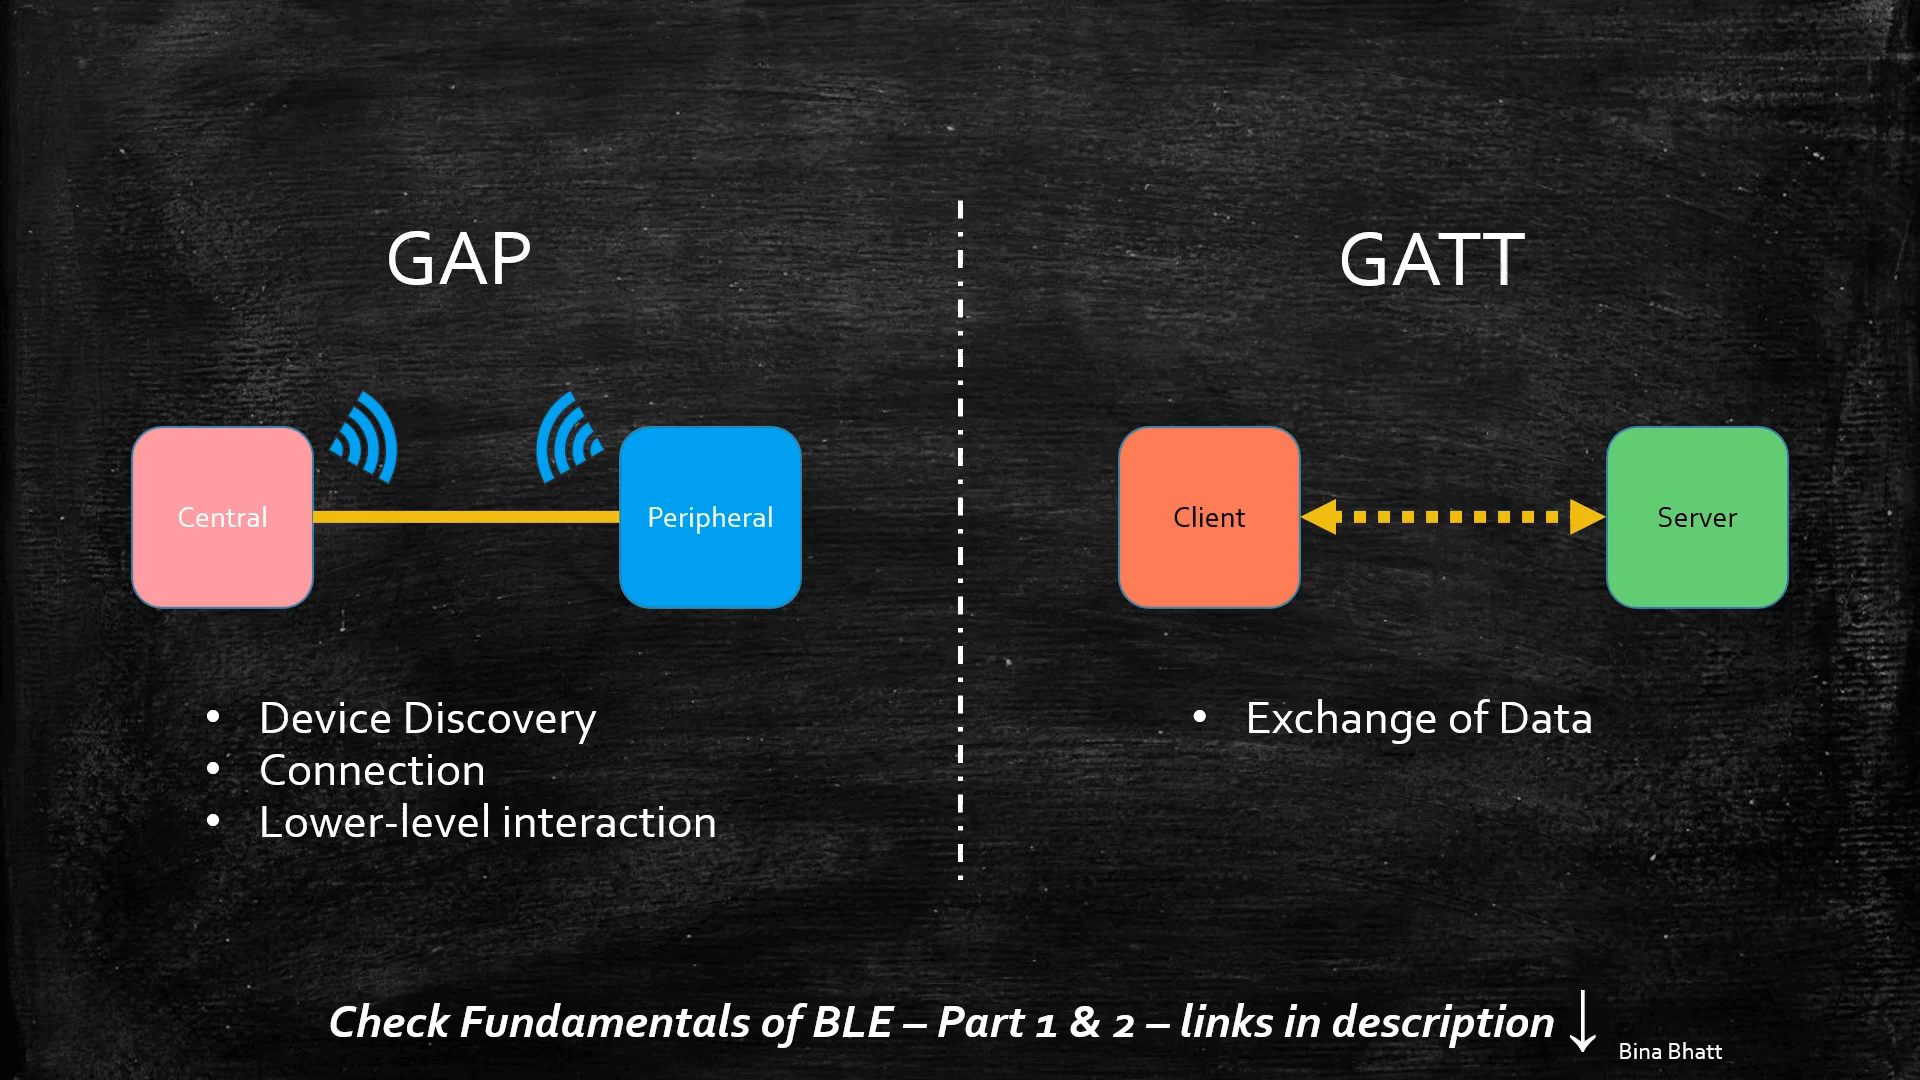 GAP
Central
Peripheral
• Device Discovery
• Connection
• Lower-level interaction
GATT
Client
Server
• Exchange of Data
Check Fundamentals of BLE – Part 1 & 2 – links in description ↓
Bina Bhatt